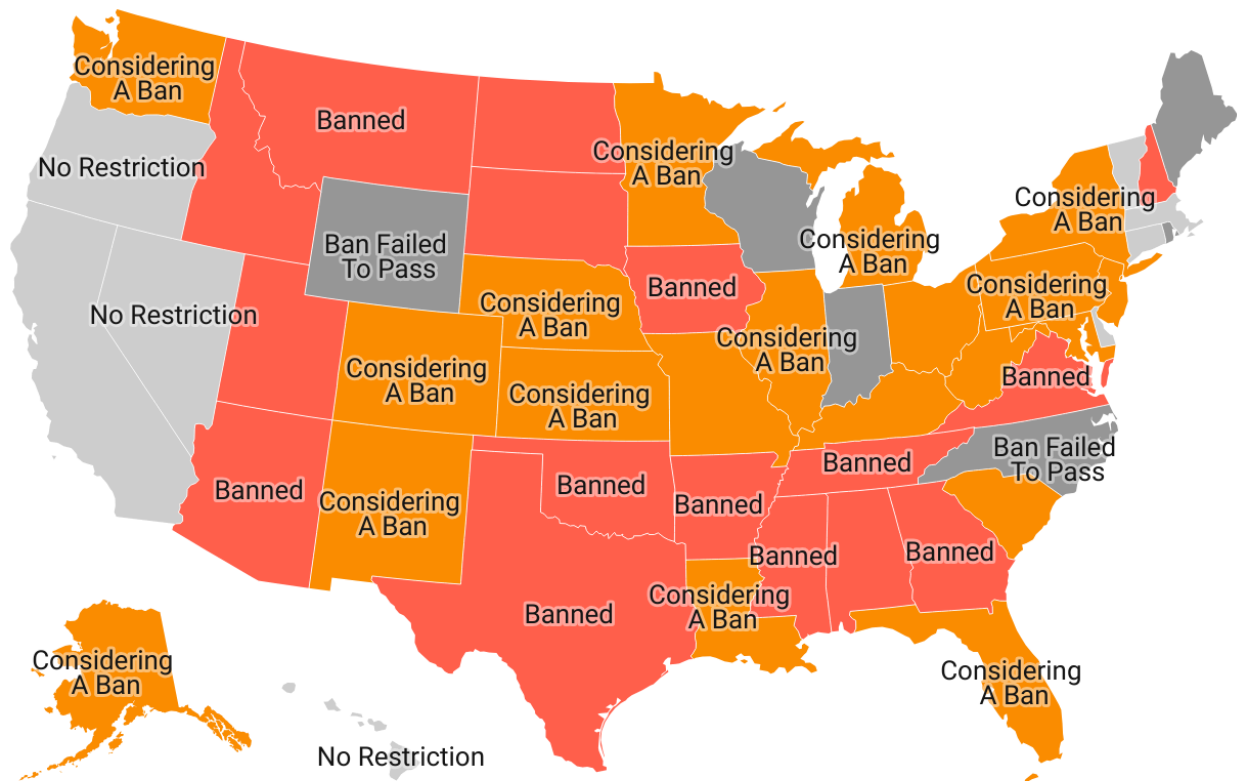 Considering
A Ban
Banned
No Restriction
Considering
A Ban
Considering
A Ban
Ban Failed
To Pass
Considering
A Ban
Banned
Considering
A Ban
No Restriction
Considering
A Ban
Considering
A Ban
Considering
A Ban
Banned
Considering
A Ban
Ban Failed
To Pass
Banned
Banned
Considering
A Ban
Banned
Banned
Banned
Banned
Banned
Considering
A Ban
Considering
A Ban
Considering
A Ban
No Restriction